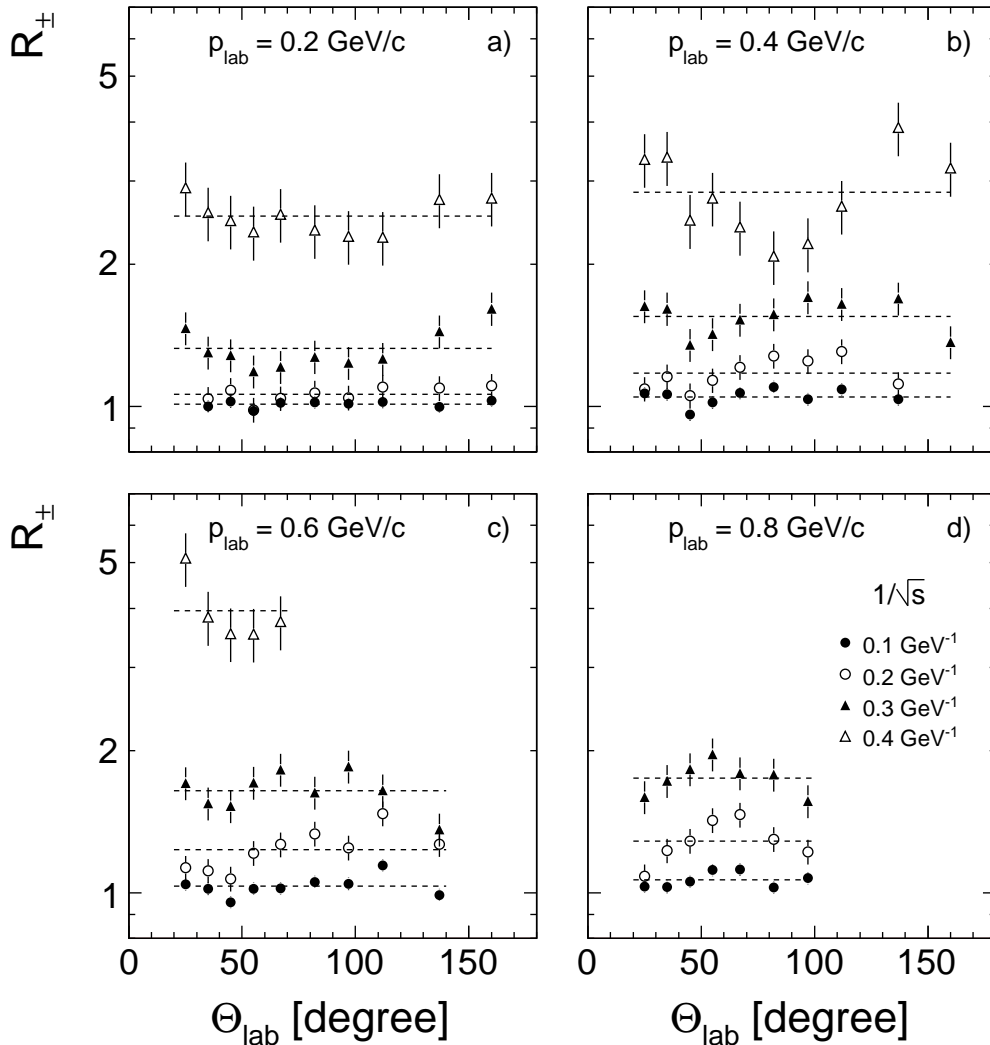 R±
p_lab = 0.2 GeV/c a)
5
2
1
p_lab = 0.4 GeV/c b)
R±
p_lab = 0.6 GeV/c c)
5
2
1
0 50 100 150
Θ_lab [degree]
p_lab = 0.8 GeV/c d)
1/√s
0.1 GeV⁻¹
0.2 GeV⁻¹
0.3 GeV⁻¹
0.4 GeV⁻¹
0 50 100 150
Θ_lab [degree]